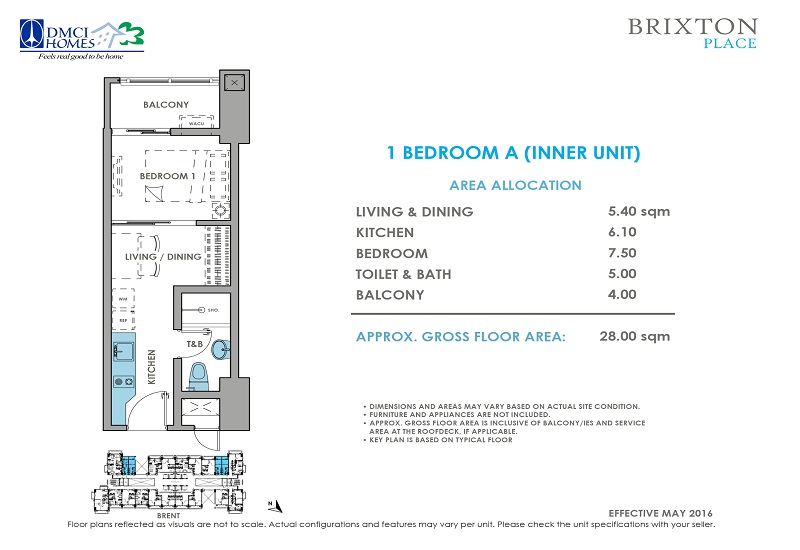 DMCI
HOMES
Feels real good to be home
BRIXTON
PLACE
BALCONY
WACU
BEDROOM 1
LIVING / DINING
WM
REF
SHO.
T&B
KITCHEN
BRENT
N
1 BEDROOM A (INNER UNIT)
AREA ALLOCATION
LIVING & DINING 5.40 sqm
KITCHEN 6.10
BEDROOM 7.50
TOILET & BATH 5.00
BALCONY 4.00
APPROX. GROSS FLOOR AREA: 28.00 sqm
• DIMENSIONS AND AREAS MAY VARY BASED ON ACTUAL SITE CONDITION.
• FURNITURE AND APPLIANCES ARE NOT INCLUDED.
• APPROX. GROSS FLOOR AREA IS INCLUSIVE OF BALCONY/IES AND SERVICE
AREA AT THE ROOFDECK, IF APPLICABLE.
• KEY PLAN IS BASED ON TYPICAL FLOOR
EFFECTIVE MAY 2016
Floor plans reflected as visuals are not to scale. Actual configurations and features may vary per unit. Please check the unit specifications with your seller.